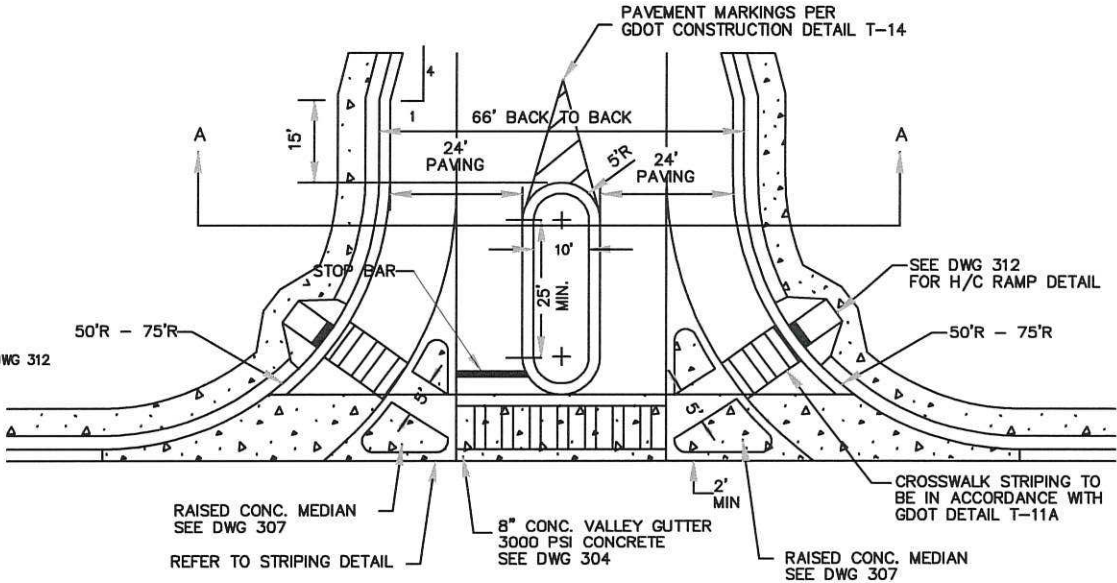 PAVEMENT MARKINGS PER
GDOT CONSTRUCTION DETAIL T-14
4
1
66' BACK TO BACK
15'
A
A
24'
PAVING
5'R
24'
PAVING
10'
25'
MIN.
STOP BAR
SEE DWG 312
FOR H/C RAMP DETAIL
50'R - 75'R
50'R - 75'R
DWG 312
5'
5'
2'
MIN
RAISED CONC. MEDIAN
SEE DWG 307
REFER TO STRIPING DETAIL
8" CONC. VALLEY GUTTER
3000 PSI CONCRETE
SEE DWG 304
CROSSWALK STRIPING TO
BE IN ACCORDANCE WITH
GDOT DETAIL T-11A
RAISED CONC. MEDIAN
SEE DWG 307